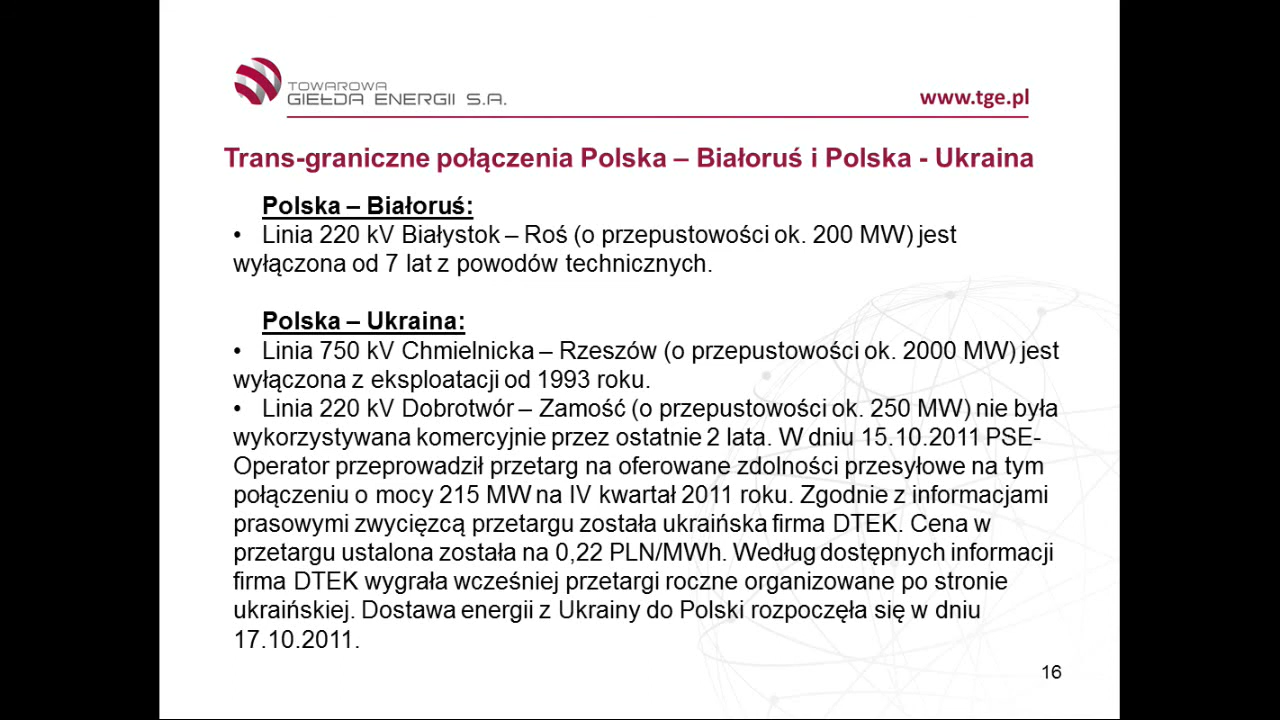 TOWAROWA
GIEŁDA ENERGII S.A.
www.tge.pl
Trans-graniczne połączenia Polska – Białoruś i Polska - Ukraina
Polska – Białoruś:
• Linia 220 kV Białystok – Roś (o przepustowości ok. 200 MW) jest
wyłączona od 7 lat z powodów technicznych.
Polska – Ukraina:
• Linia 750 kV Chmielnicka – Rzeszów (o przepustowości ok. 2000 MW) jest
wyłączona z eksploatacji od 1993 roku.
• Linia 220 kV Dobrotwór – Zamość (o przepustowości ok. 250 MW) nie była
wykorzystywana komercyjnie przez ostatnie 2 lata. W dniu 15.10.2011 PSE-
Operator przeprowadził przetarg na oferowane zdolności przesyłowe na tym
połączeniu o mocy 215 MW na IV kwartał 2011 roku. Zgodnie z informacjami
prasowymi zwycięzcą przetargu została ukraińska firma DTEK. Cena w
przetargu ustalona została na 0,22 PLN/MWh. Według dostępnych informacji
firma DTEK wygrała wcześniej przetargi roczne organizowane po stronie
ukraińskiej. Dostawa energii z Ukrainy do Polski rozpoczęła się w dniu
17.10.2011.
16